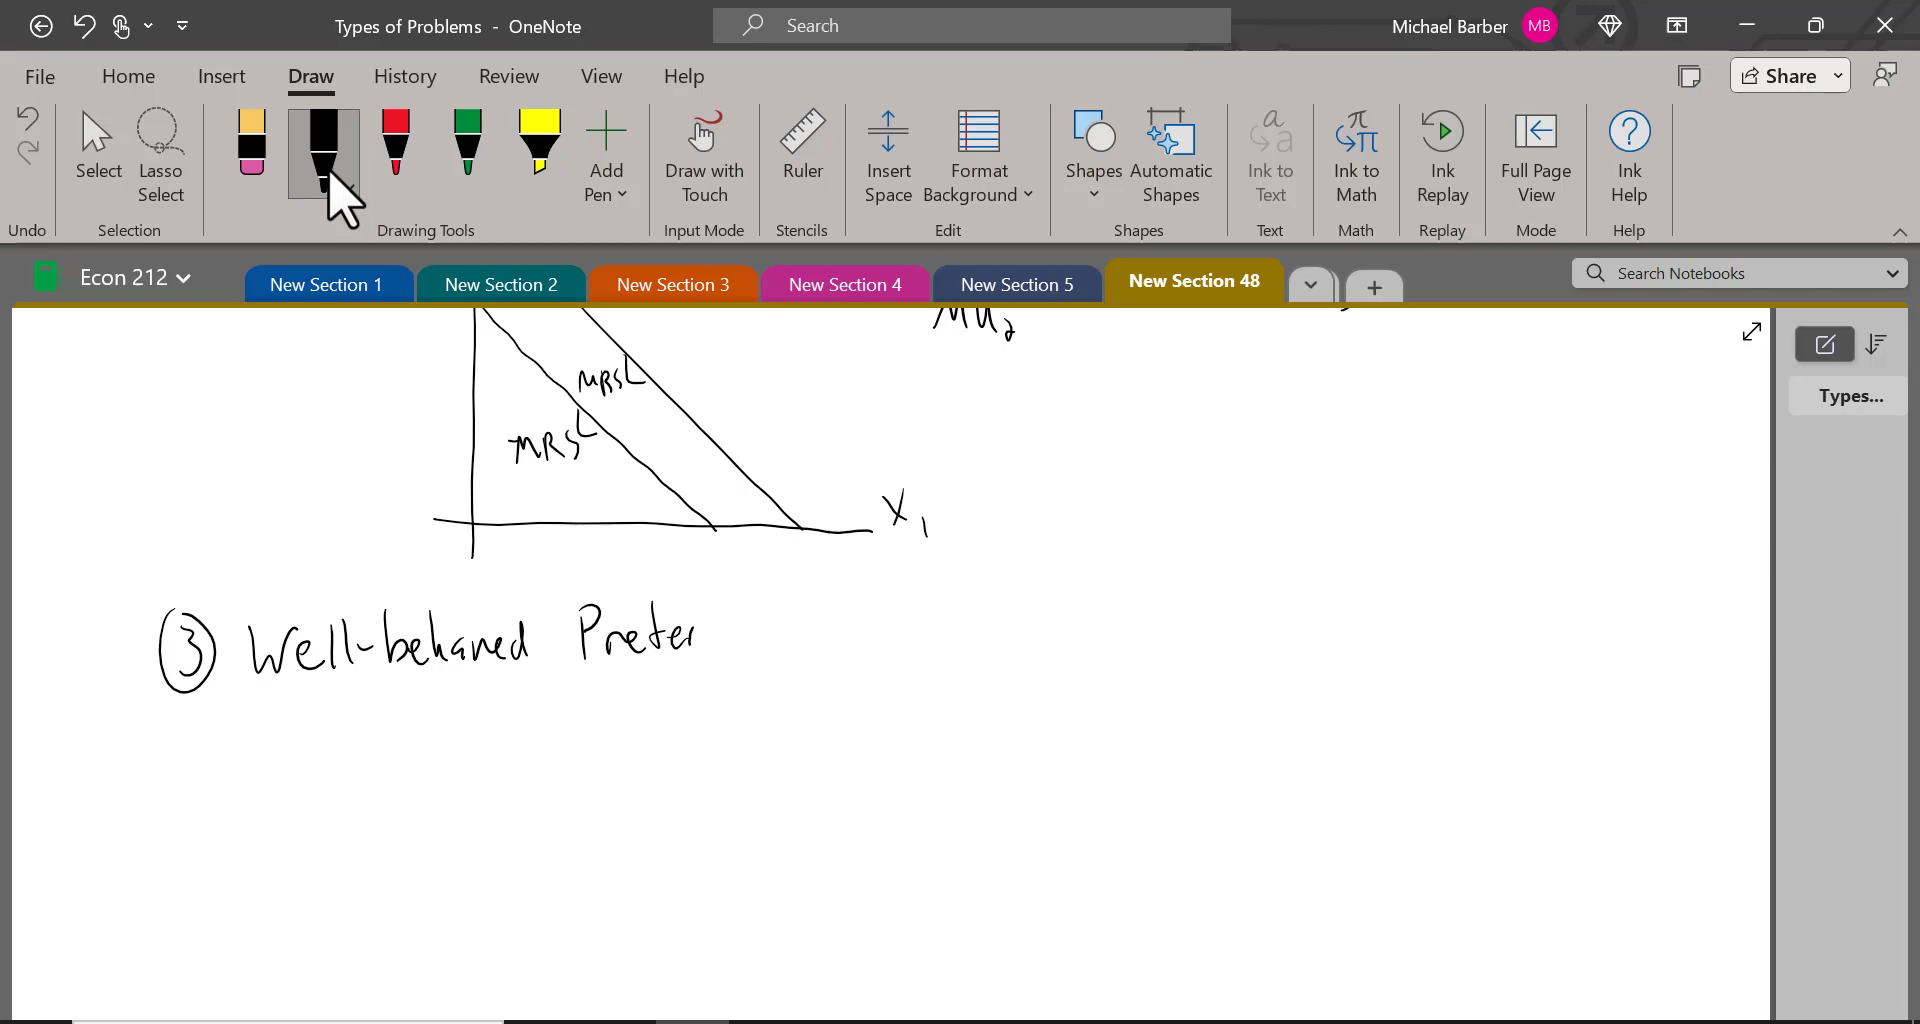 Types of Problems - OneNote
Search
Michael Barber
MB
File
Home
Insert
Draw
History
Review
View
Help
Share
Select
Lasso Select
Add Pen
Draw with Touch
Ruler
Insert Space
Format Background
Shapes
Automatic Shapes
Ink to Text
Ink to Math
Ink Replay
Full Page View
Ink Help
Undo
Selection
Drawing Tools
Input Mode
Stencils
Edit
Shapes
Text
Math
Replay
Mode
Help
Econ 212
New Section 1
New Section 2
New Section 3
New Section 4
New Section 5
New Section 48
Search Notebooks
Types...
MU2
MRS
MRS
X1
3 Well-behaved Prefer